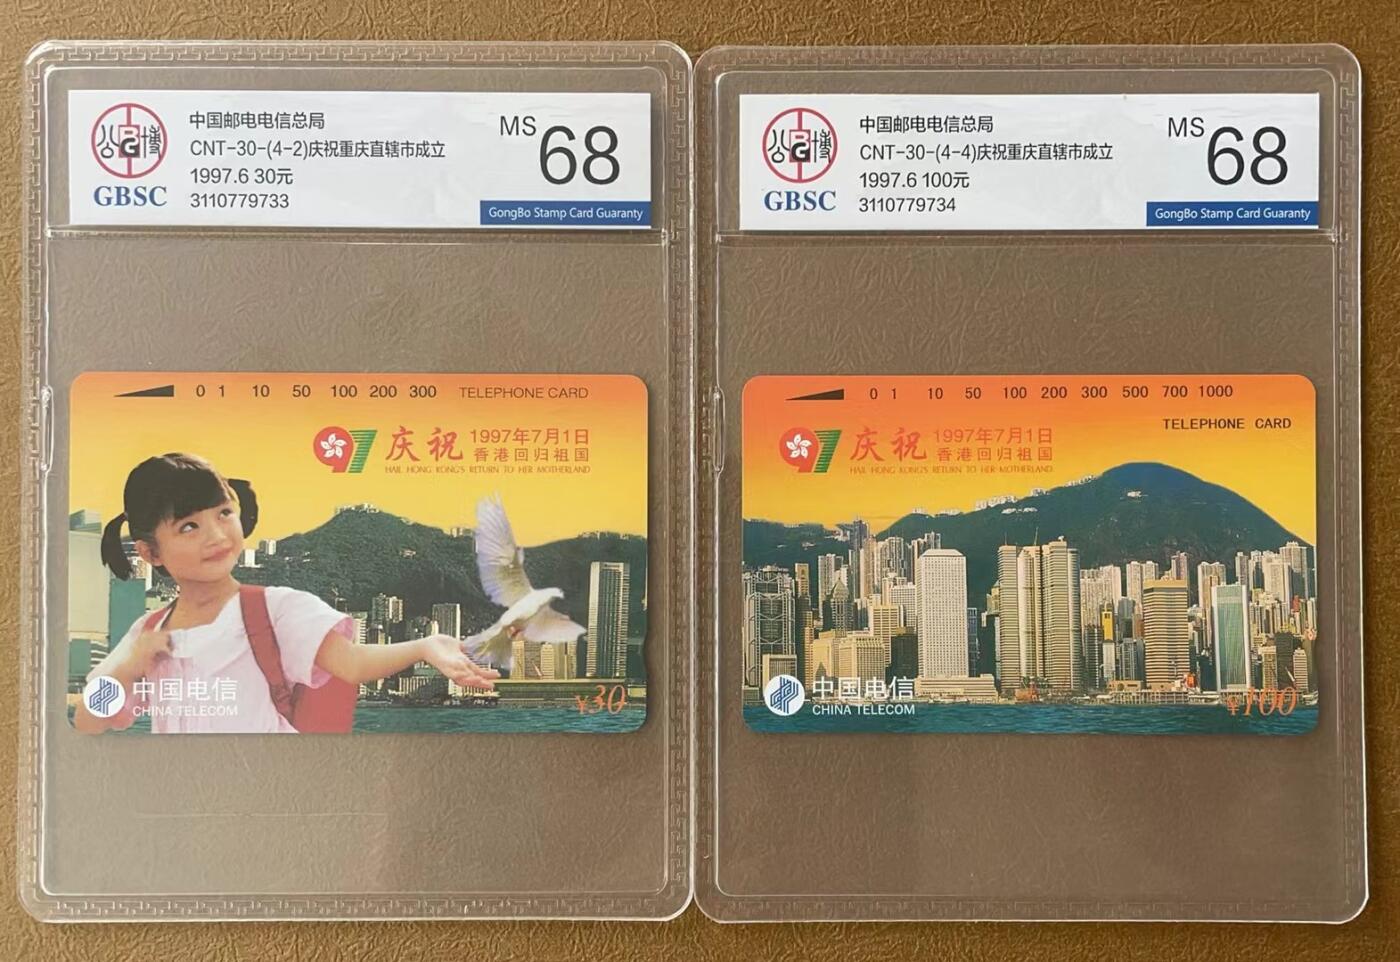 中国邮电电信总局
CNT-30-(4-2)庆祝重庆直辖市成立
1997.6 30元
3110779733
MS 68
公 BG 博
GBSC
GongBo Stamp Card Guaranty
0 1 10 50 100 200 300 TELEPHONE CARD
97 庆祝 1997年7月1日
香港回归祖国
HAIL HONG KONG'S RETURN TO HER MOTHERLAND
中国电信
CHINA TELECOM
¥30
中国邮电电信总局
CNT-30-(4-4)庆祝重庆直辖市成立
1997.6 100元
3110779734
MS 68
公 BG 博
GBSC
GongBo Stamp Card Guaranty
0 1 10 50 100 200 300 500 700 1000
TELEPHONE CARD
97 庆祝 1997年7月1日
香港回归祖国
HAIL HONG KONG'S RETURN TO HER MOTHERLAND
中国电信
CHINA TELECOM
¥100